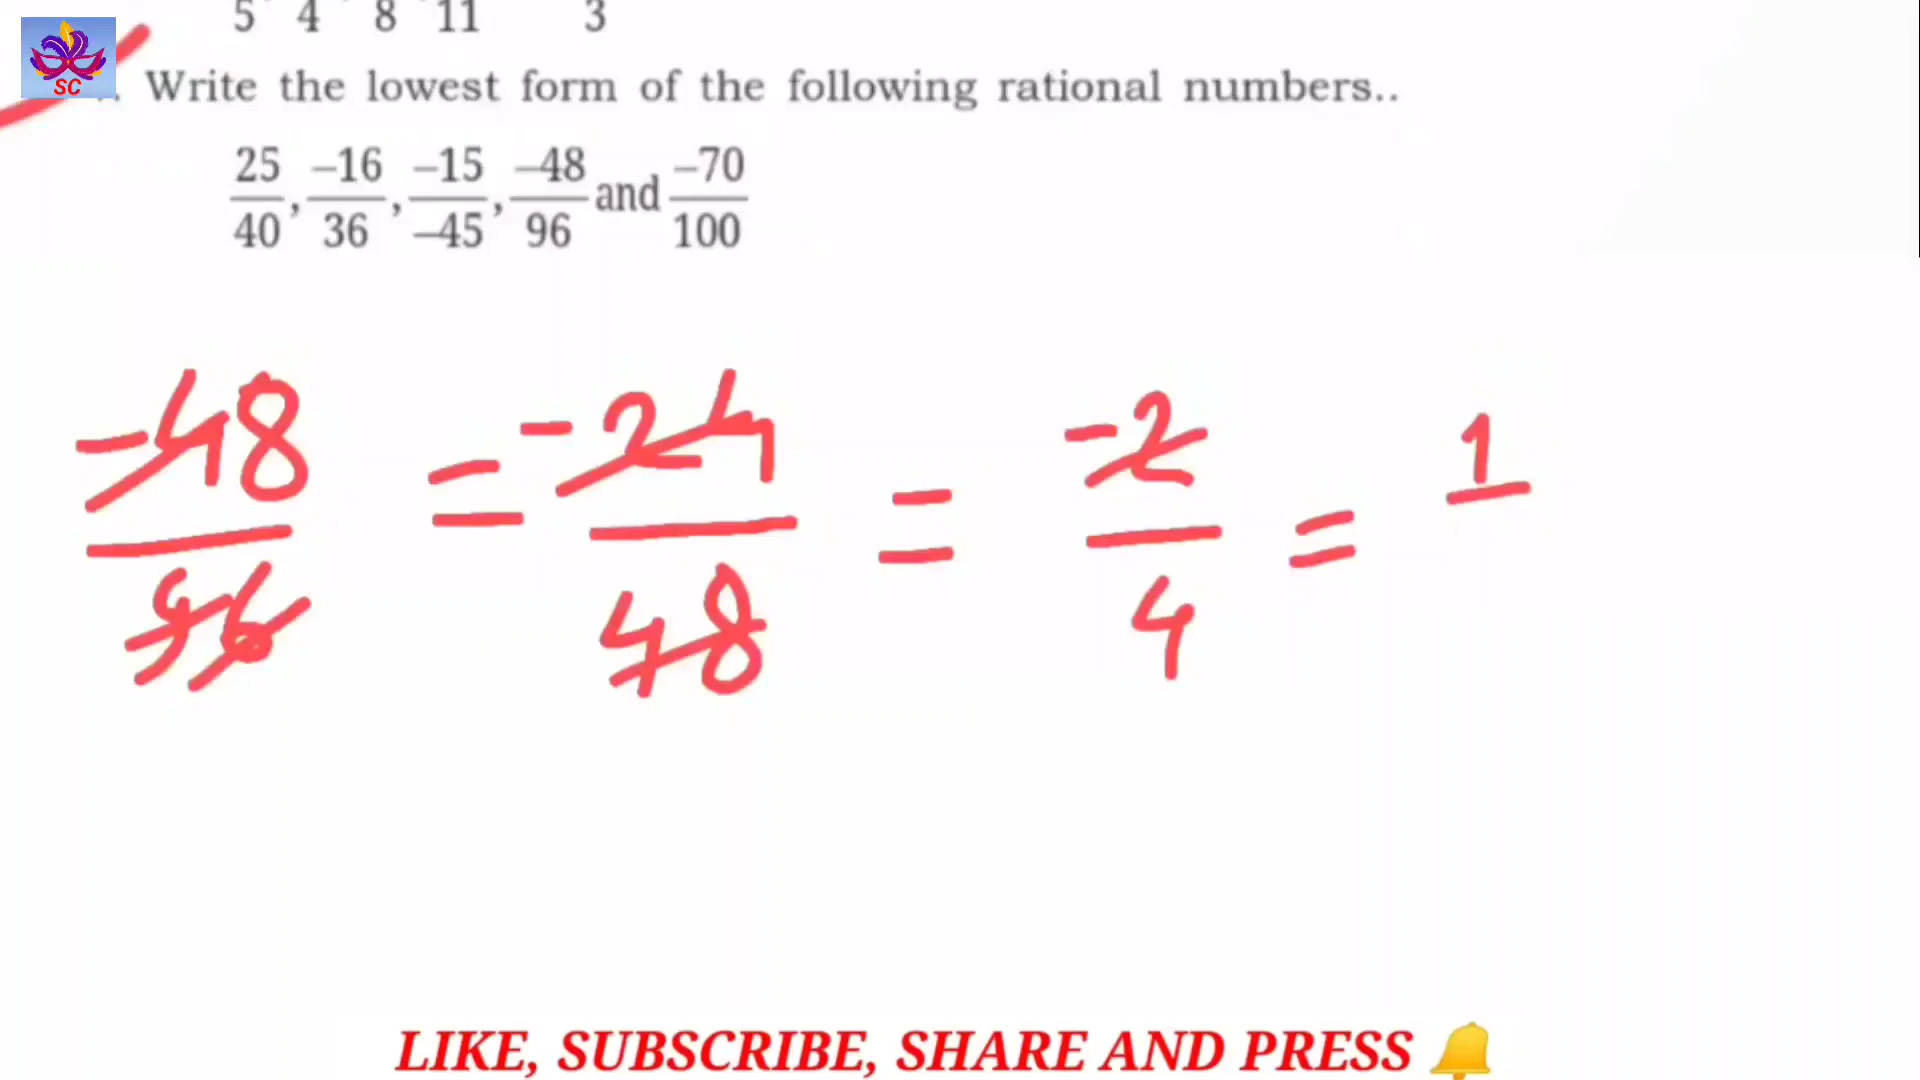 5 4 8 11 3
SC
Write the lowest form of the following rational numbers..
25/40, –16/36, –15/–45, –48/96 and –70/100
-48/96 = -24/48 = -2/4 = 1/
LIKE, SUBSCRIBE, SHARE AND PRESS 🔔